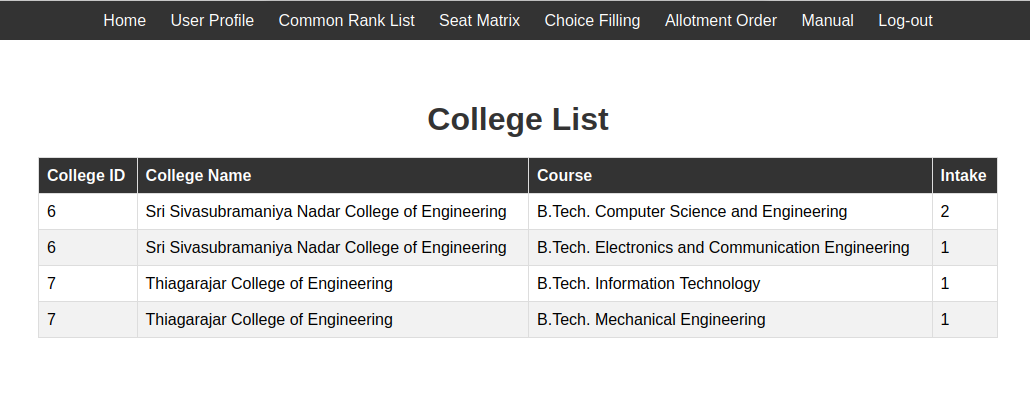 Home User Profile Common Rank List Seat Matrix Choice Filling Allotment Order Manual Log-out
College List
College ID College Name Course Intake
6 Sri Sivasubramaniya Nadar College of Engineering B.Tech. Computer Science and Engineering 2
6 Sri Sivasubramaniya Nadar College of Engineering B.Tech. Electronics and Communication Engineering 1
7 Thiagarajar College of Engineering B.Tech. Information Technology 1
7 Thiagarajar College of Engineering B.Tech. Mechanical Engineering 1